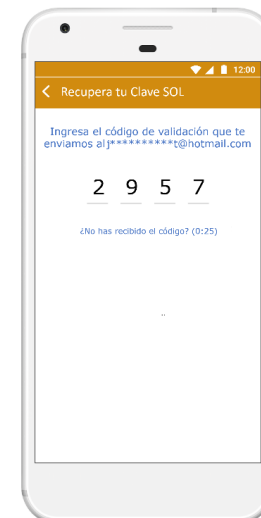 12:00
Recupera tu Clave SOL
Ingresa el código de validación que te
enviamos al j**********t@hotmail.com
2 9 5 7
¿No has recibido el código? (0:25)
..